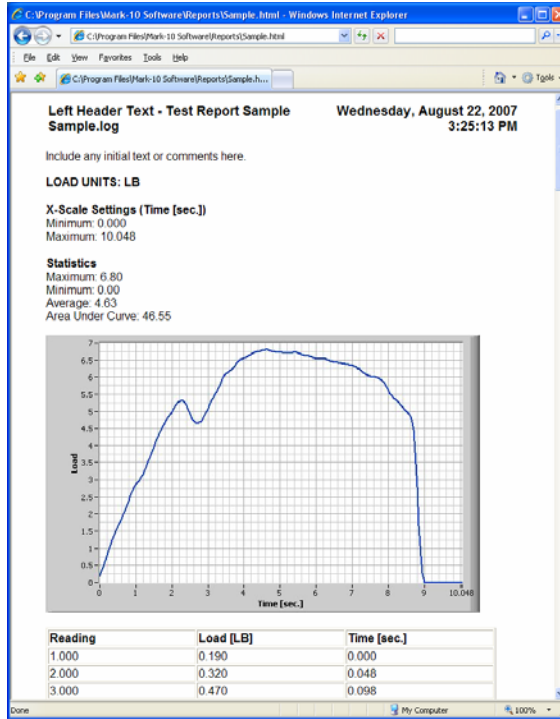 C:\Program Files\Mark-10 Software\Reports\Sample.html - Windows Internet Explorer
C:\Program Files\Mark-10 Software\Reports\Sample.html
File Edit View Favorites Tools Help
C:\Program Files\Mark-10 Software\Reports\Sample.h...
Tools
Left Header Text - Test Report Sample
Sample.log
Wednesday, August 22, 2007
3:25:13 PM
Include any initial text or comments here.
LOAD UNITS: LB
X-Scale Settings (Time [sec.])
Minimum: 0.000
Maximum: 10.048
Statistics
Maximum: 6.80
Minimum: 0.00
Average: 4.63
Area Under Curve: 46.55
7
6.5
6
5.5
5
4.5
4
3.5
3
2.5
2
1.5
1
0.5
0
Load
0 1 2 3 4 5 6 7 8 9 10.048
Time [sec.]
Reading Load [LB] Time [sec.]
1.000 0.190 0.000
2.000 0.320 0.048
3.000 0.470 0.098
Done My Computer 100%